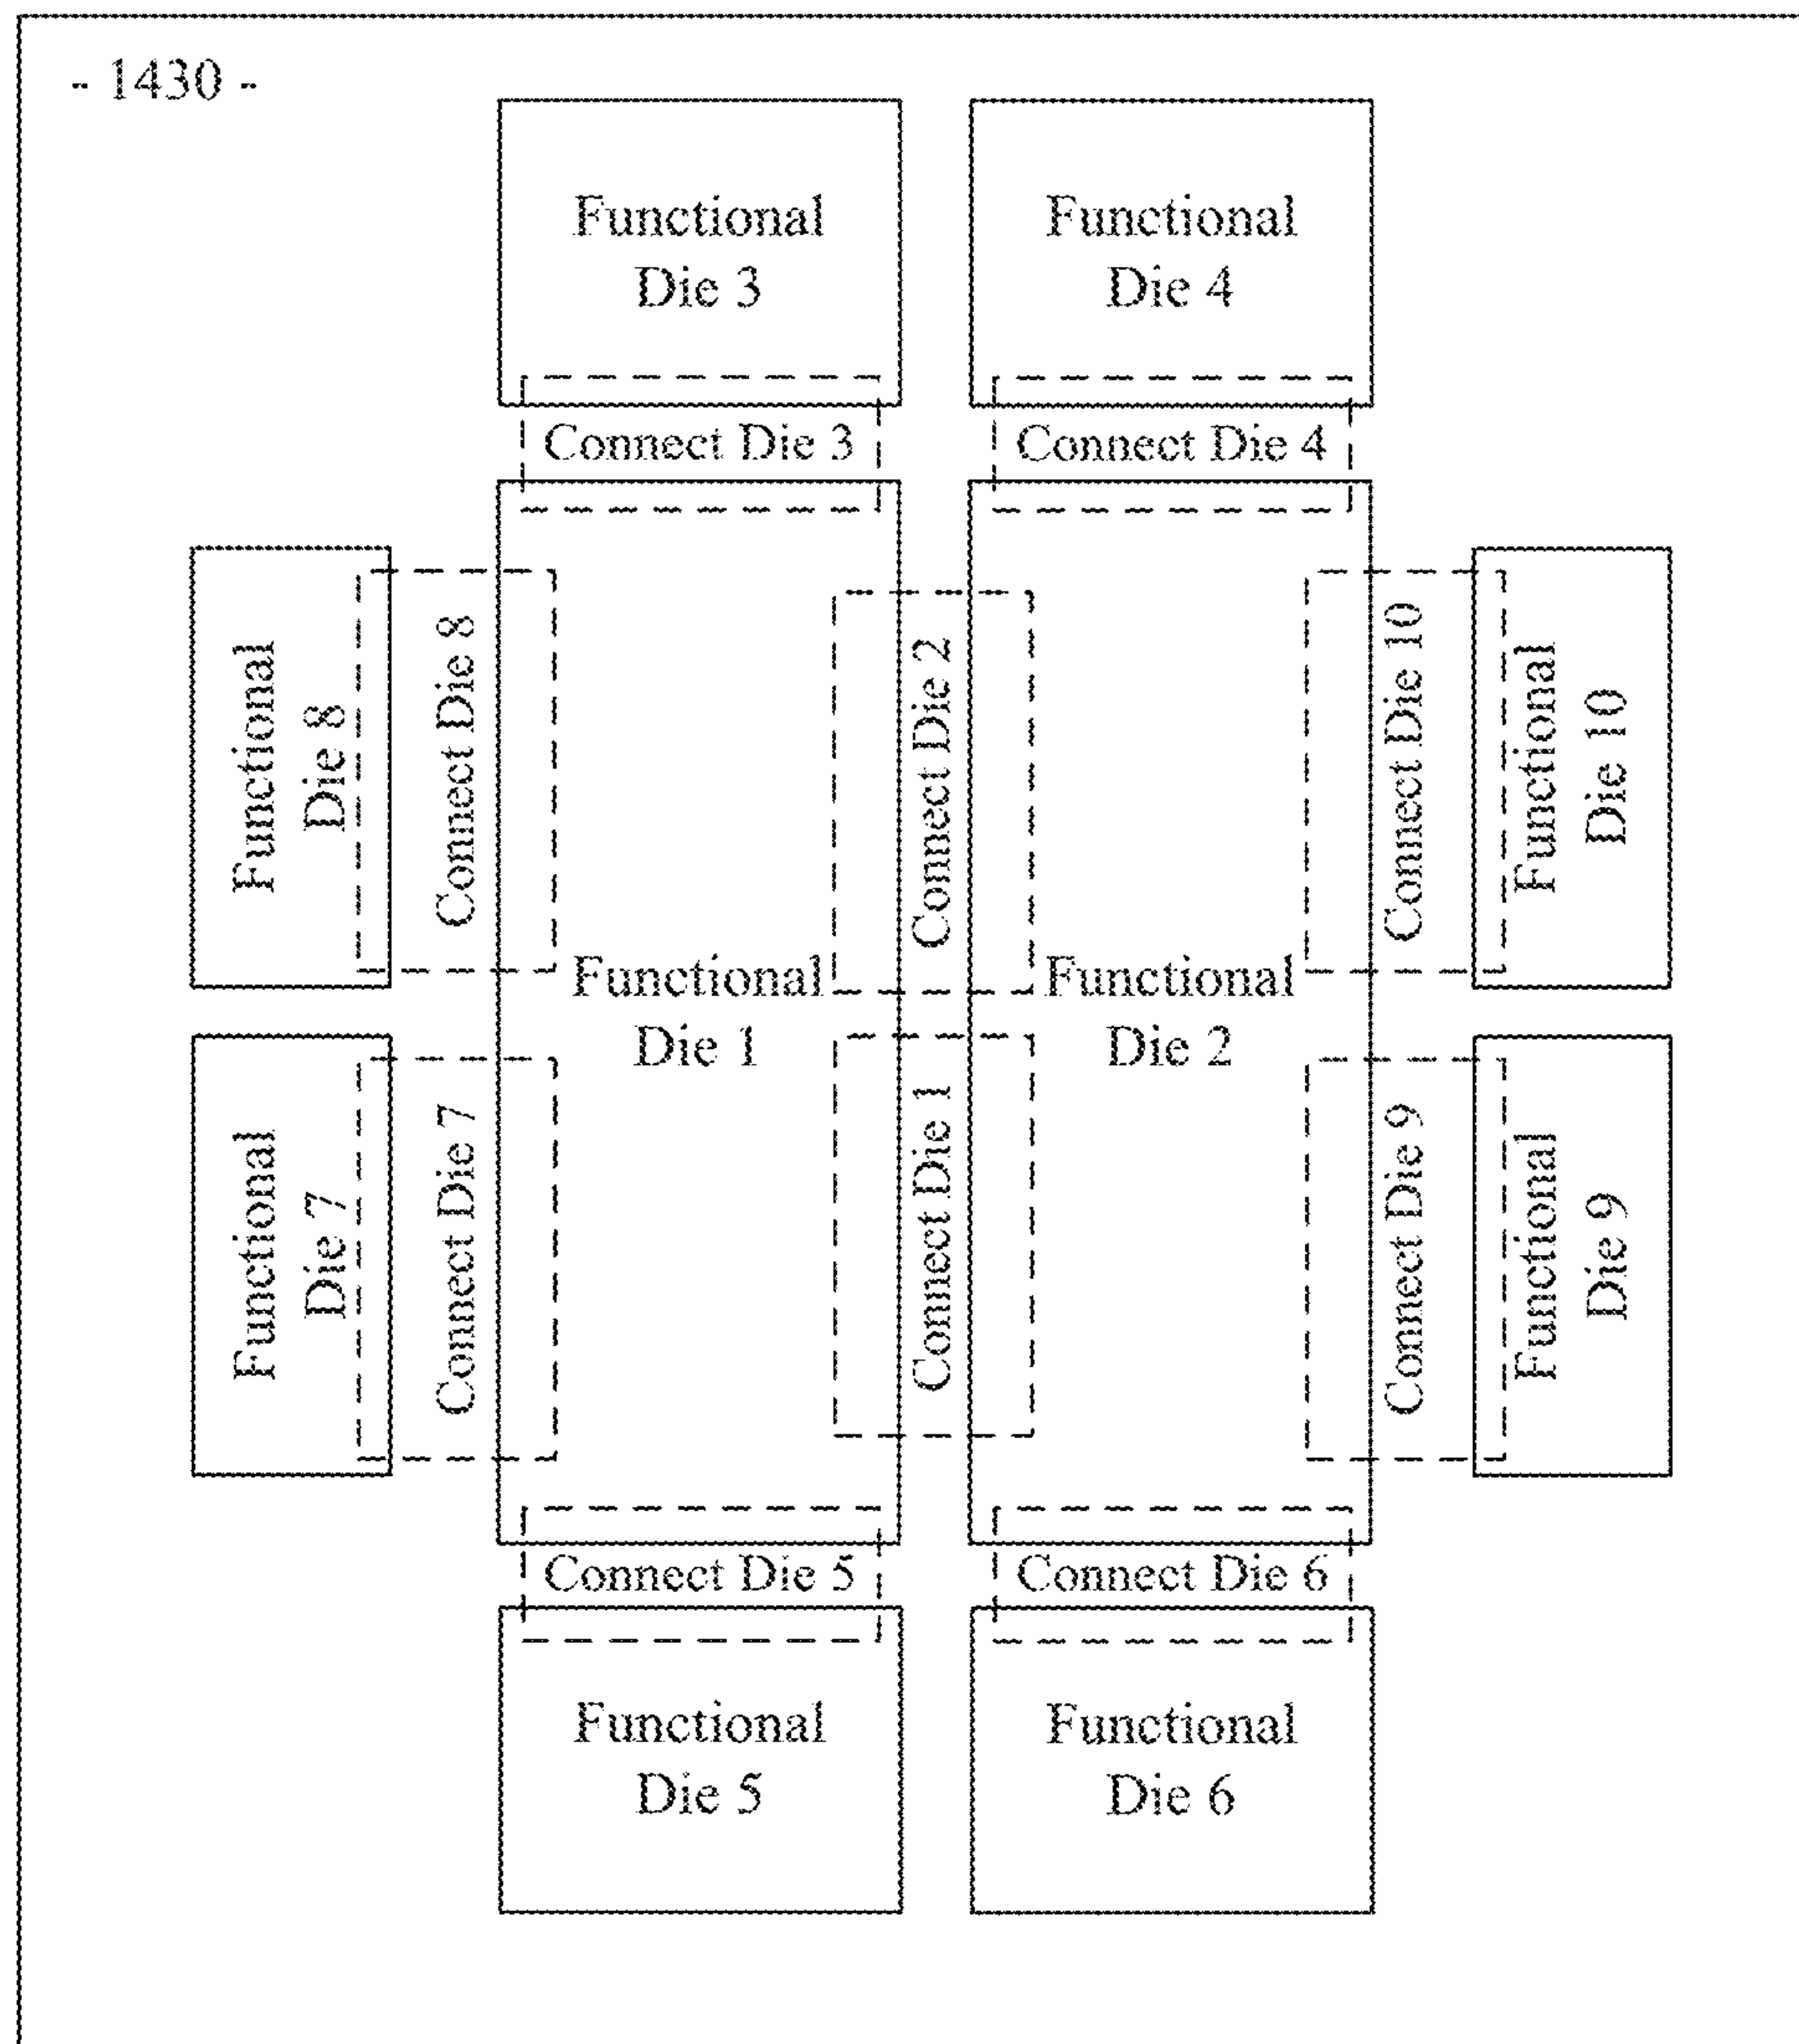 - 1430 -
Functional
Die 3
Functional
Die 4
Connect Die 3
Connect Die 4
Functional
Die 8
Connect Die 8
Connect Die 2
Connect Die 10
Functional
Die 10
Functional
Die 1
Functional
Die 2
Functional
Die 7
Connect Die 7
Connect Die 1
Connect Die 9
Functional
Die 9
Connect Die 5
Connect Die 6
Functional
Die 5
Functional
Die 6